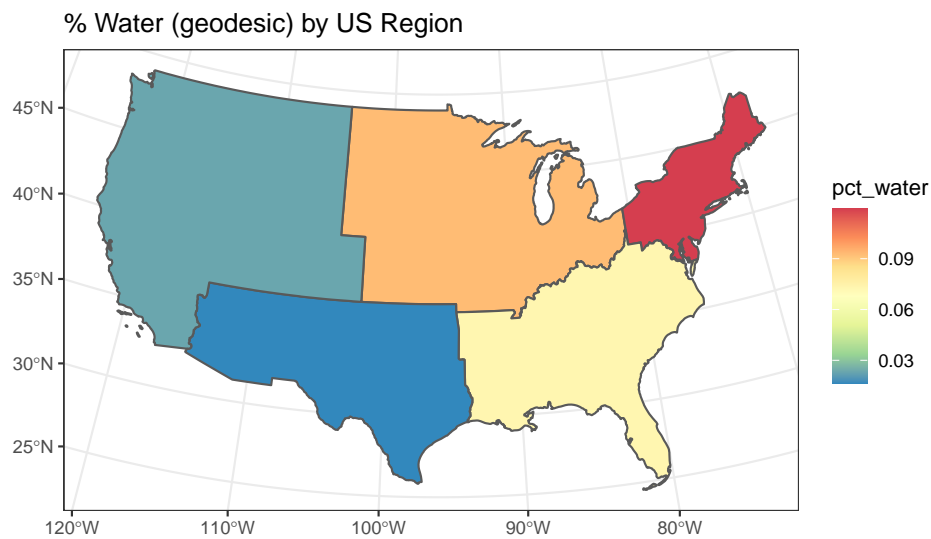 % Water (geodesic) by US Region
45°N
40°N
35°N
30°N
25°N
120°W 110°W 100°W 90°W 80°W
pct_water
0.09
0.06
0.03